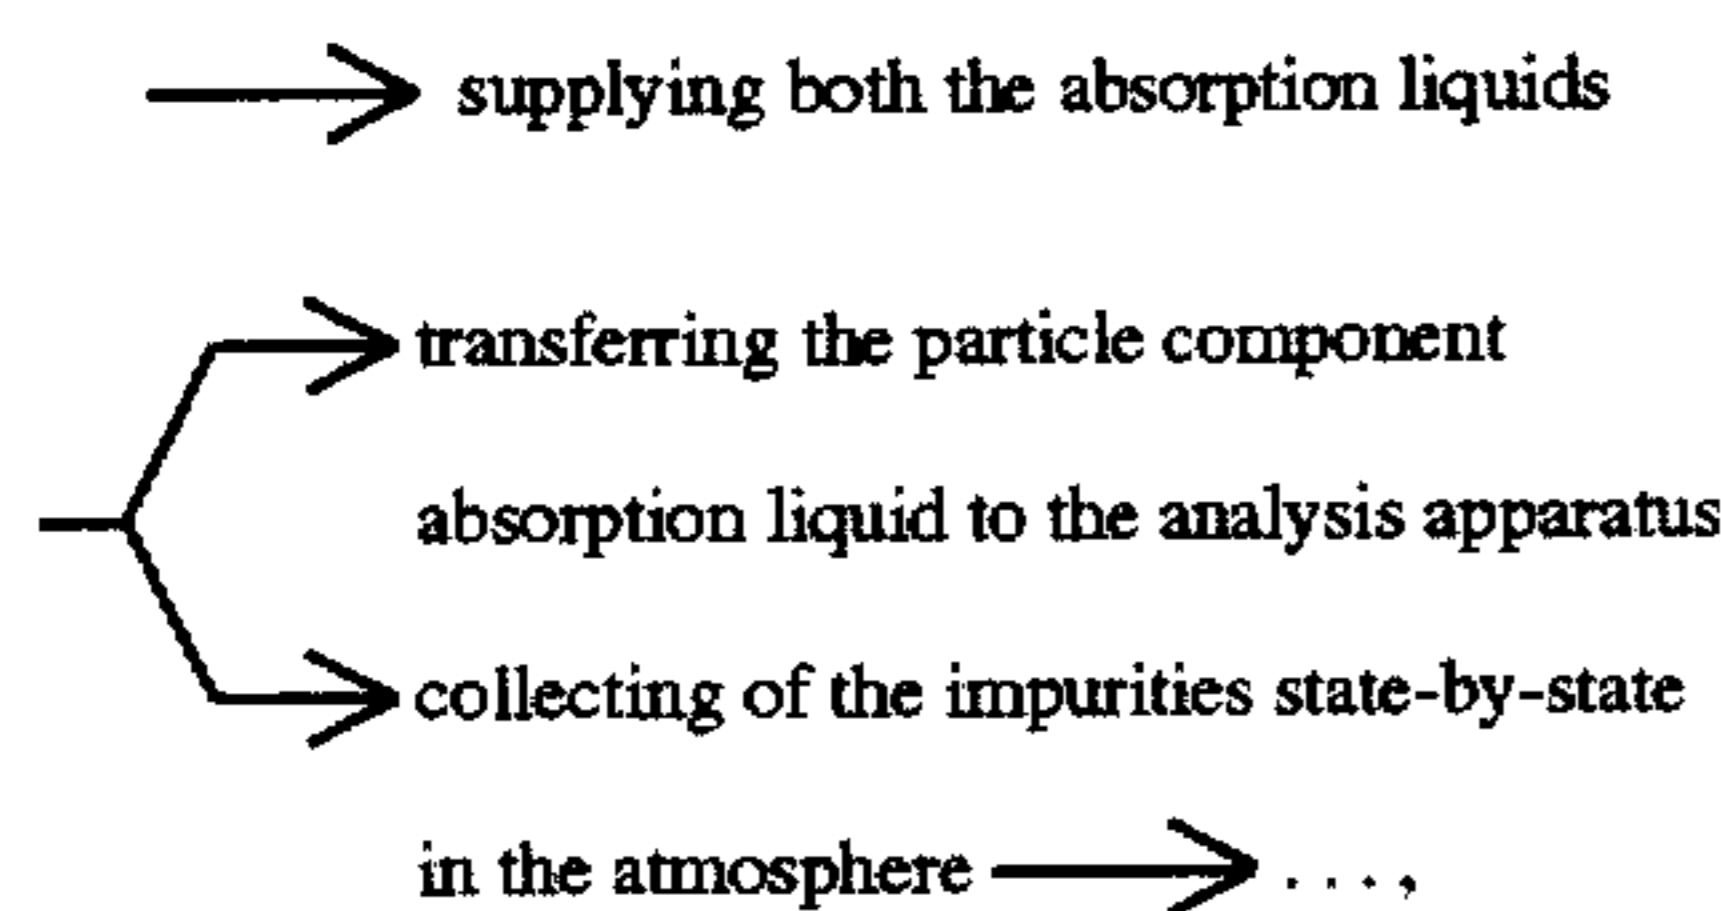 supplying both the absorption liquids
transferring the particle component
absorption liquid to the analysis apparatus
collecting of the impurities state-by-state
in the atmosphere . . . ,